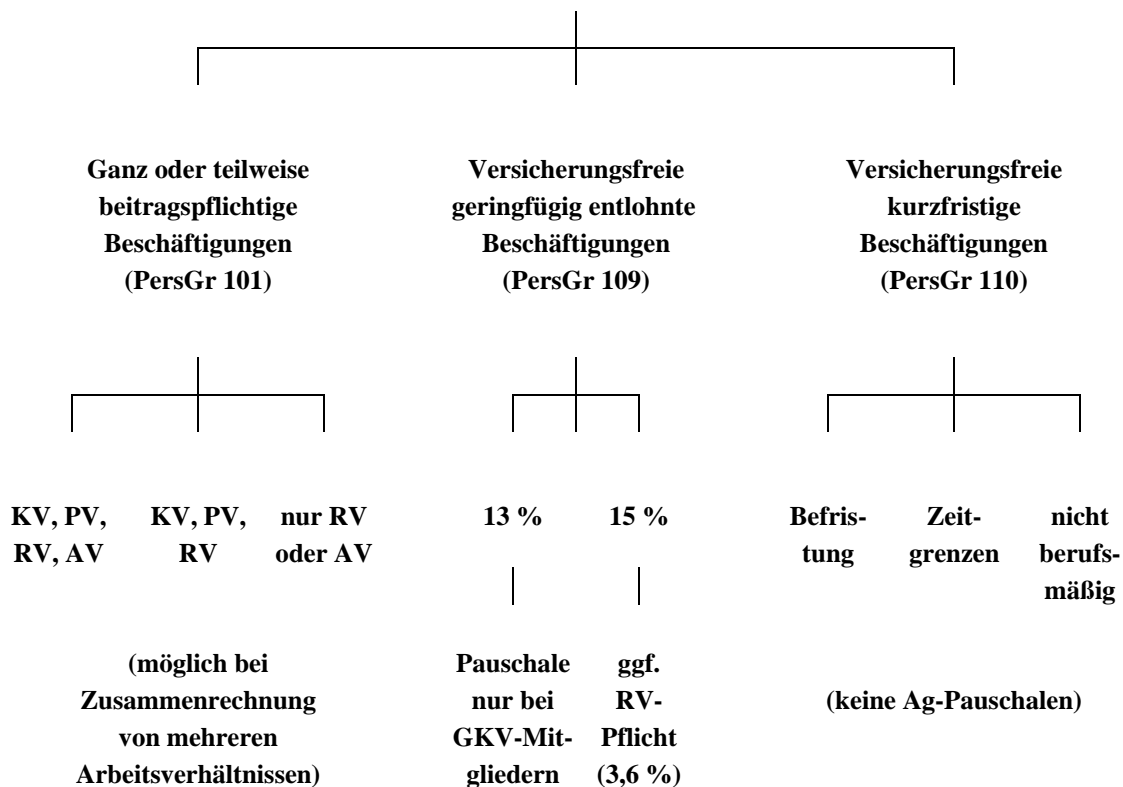 Ganz oder teilweise
beitragspflichtige
Beschäftigungen
(PersGr 101)
Versicherungsfreie
geringfügig entlohnte
Beschäftigungen
(PersGr 109)
Versicherungsfreie
kurzfristige
Beschäftigungen
(PersGr 110)
KV, PV,
RV, AV
KV, PV,
RV
nur RV
oder AV
(möglich bei
Zusammenrechnung
von mehreren
Arbeitsverhältnissen)
13 %
Pauschale
nur bei
GKV-Mit-
gliedern
15 %
ggf.
RV-
Pflicht
(3,6 %)
Befris-
tung
Zeit-
grenzen
nicht
berufs-
mäßig
(keine Ag-Pauschalen)